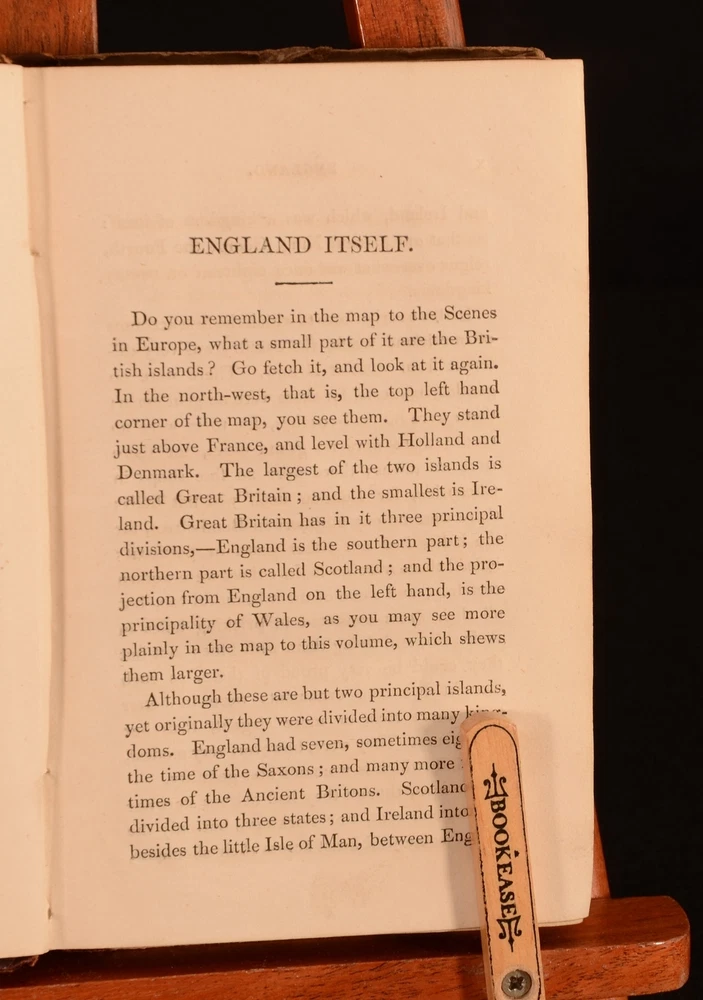 ENGLAND ITSELF.
Do you remember in the map to the Scenes
in Europe, what a small part of it are the Bri-
tish islands? Go fetch it, and look at it again.
In the north-west, that is, the top left hand
corner of the map, you see them. They stand
just above France, and level with Holland and
Denmark. The largest of the two islands is
called Great Britain; and the smallest is Ire-
land. Great Britain has in it three principal
divisions,—England is the southern part; the
northern part is called Scotland; and the pro-
jection from England on the left hand, is the
principality of Wales, as you may see more
plainly in the map to this volume, which shews
them larger.
Although these are but two principal islands,
yet originally they were divided into many
doms. England had seven, sometimes
the time of the Saxons; and many more
times of the Ancient Britons. Scotland
divided into three states; and Ireland into
besides the little Isle of Man, between Eng
BOOKEASE